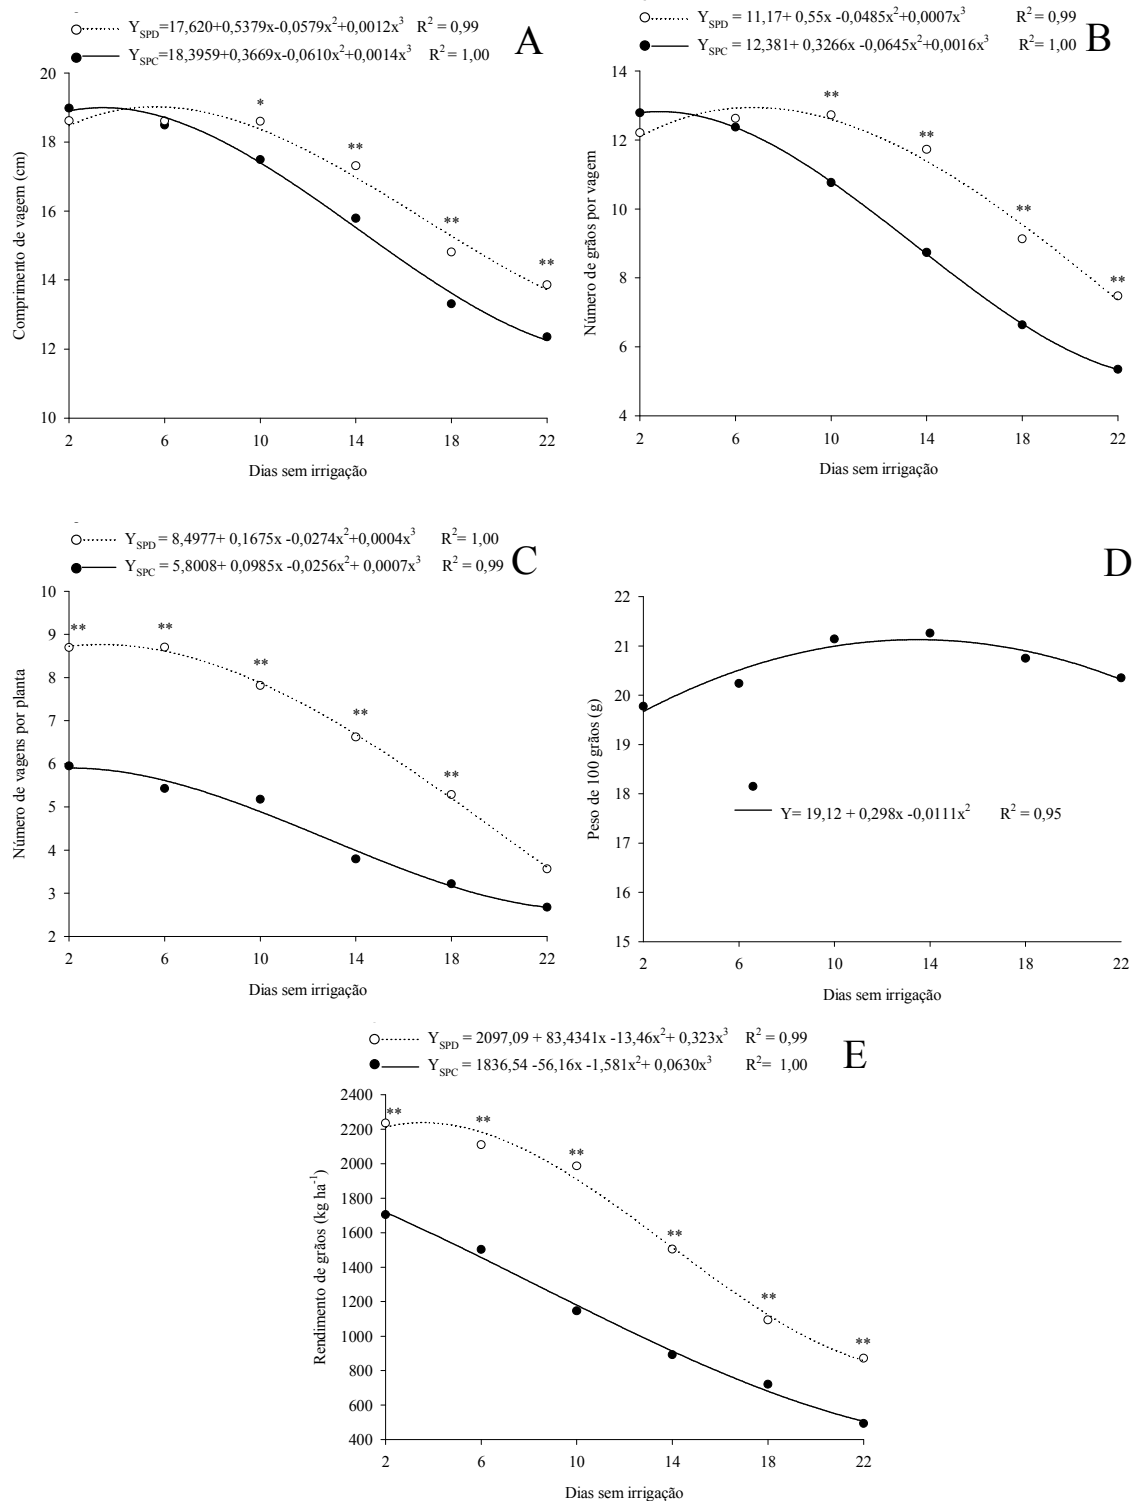 Y_SPD=17,620+0,5379x-0,0579x²+0,0012x³ R² = 0,99
Y_SPC=18,3959+0,3669x-0,0610x²+0,0014x³ R² = 1,00
A
20
18
16
14
12
10
Comprimento de vagem (cm)
* ** ** **
2 6 10 14 18 22
Dias sem irrigação
Y_SPD = 11,17+ 0,55x -0,0485x²+0,0007x³ R² = 0,99
Y_SPC = 12,381+ 0,3266x -0,0645x²+0,0016x³ R² = 1,00
B
14
12
10
8
6
4
Número de grãos por vagem
** ** ** **
2 6 10 14 18 22
Dias sem irrigação
Y_SPD = 8,4977+ 0,1675x -0,0274x²+0,0004x³ R²= 1,00
Y_SPC = 5,8008+ 0,0985x -0,0256x²+ 0,0007x³ R² = 0,99
C
10
9
8
7
6
5
4
3
2
Número de vagens por planta
** ** ** ** **
2 6 10 14 18 22
Dias sem irrigação
D
22
21
20
19
18
17
16
15
Peso de 100 grãos (g)
Y= 19,12 + 0,298x -0,0111x² R² = 0,95
2 6 10 14 18 22
Dias sem irrigação
Y_SPD = 2097,09 + 83,4341x -13,46x²+ 0,323x³ R² = 0,99
Y_SPC = 1836,54 -56,16x -1,581x²+ 0,0630x³ R²= 1,00
E
2400
2200
2000
1800
1600
1400
1200
1000
800
600
400
Rendimento de grãos (kg ha⁻¹)
** ** ** ** ** **
2 6 10 14 18 22
Dias sem irrigação